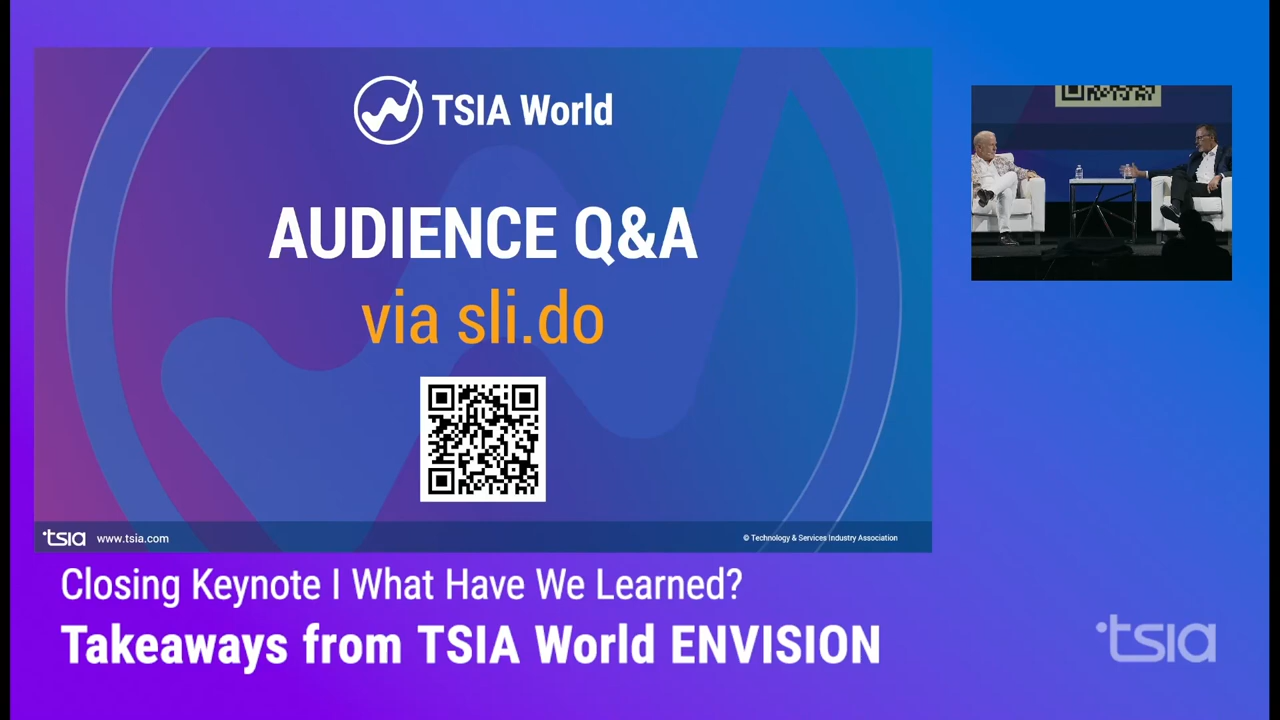 TSIA World
AUDIENCE Q&A
via sli.do
tsia www.tsia.com
© Technology & Services Industry Association
Closing Keynote I What Have We Learned?
Takeaways from TSIA World ENVISION
tsia